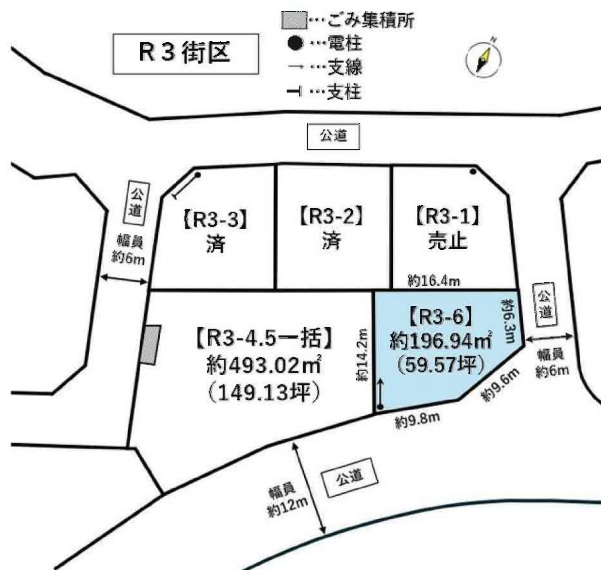 …ごみ集積所
R3街区
●…電柱
→…支線
…支柱
公道
公道
幅員
約6m
【R3-3】
済
【R3-2】
済
【R3-1】
売止
約16.4m
公道
幅員
約6m
【R3-4.5一括】
約493.02㎡
(149.13坪)
約14.2m
【R3-6】
約196.94㎡
(59.57坪)
約6.3m
約9.6m
約9.8m
幅員
約12m
公道